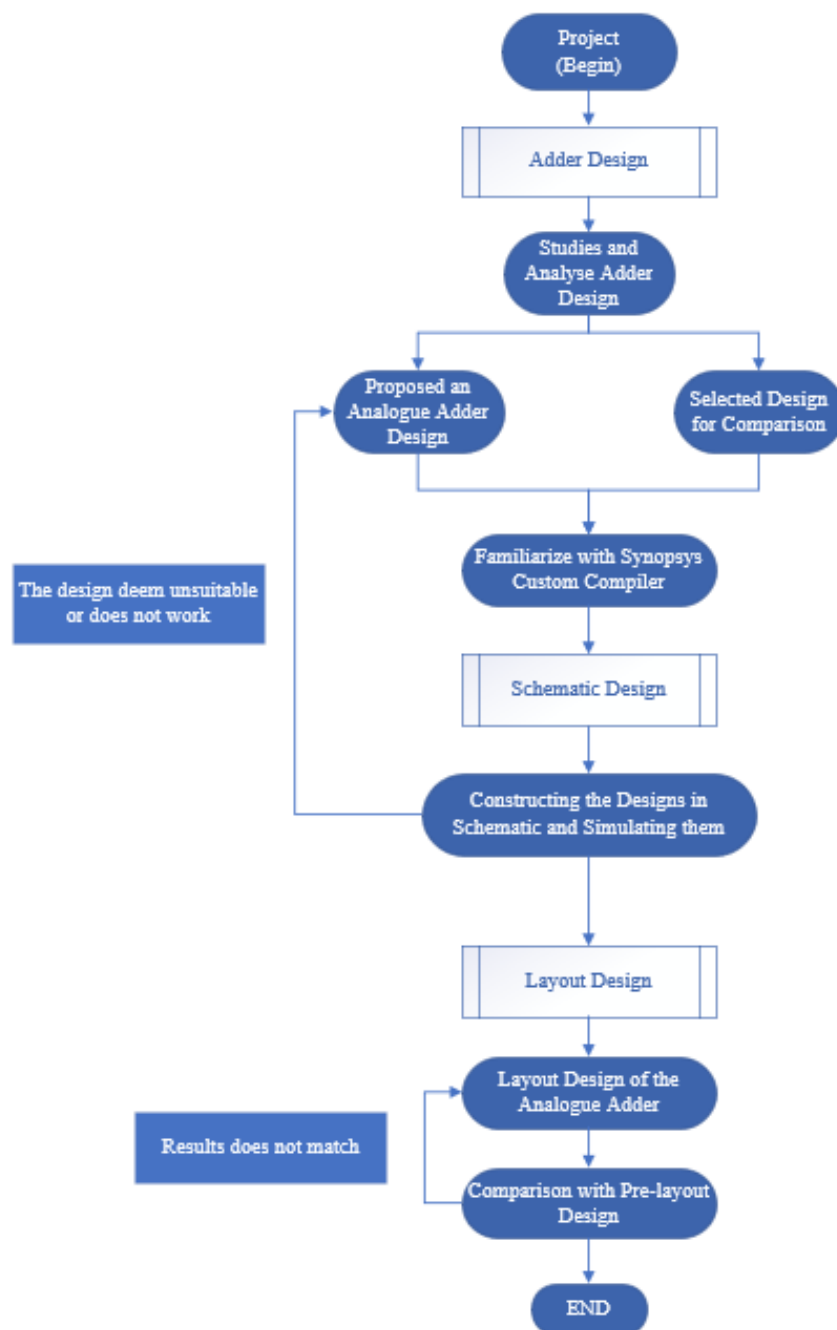 Project
(Begin)
Adder Design
Studies and
Analyse Adder
Design
Proposed an
Analogue Adder
Design
Selected Design
for Comparison
Familiarize with Synopsys
Custom Compiler
The design deem unsuitable
or does not work
Schematic Design
Constructing the Designs in
Schematic and Simulating them
Layout Design
Layout Design of the
Analogue Adder
Results does not match
Comparison with Pre-layout
Design
END